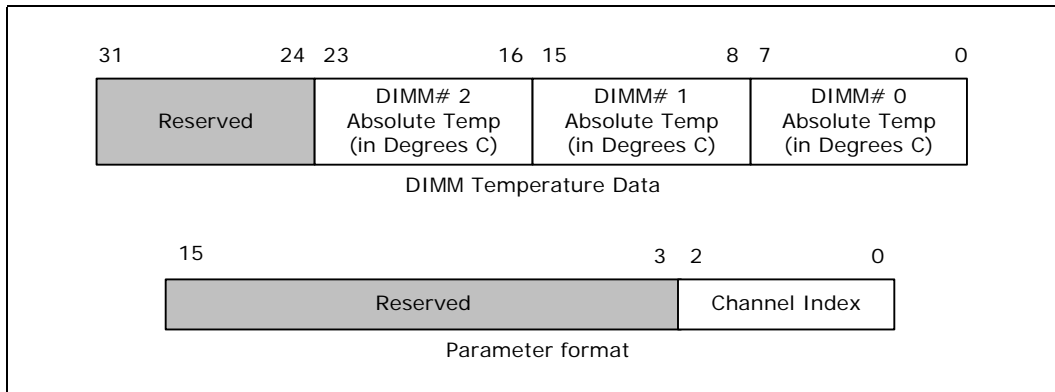 31 24 23 16 15 8 7 0
Reserved
DIMM# 2
Absolute Temp
(in Degrees C)
DIMM# 1
Absolute Temp
(in Degrees C)
DIMM# 0
Absolute Temp
(in Degrees C)
DIMM Temperature Data
15 3 2 0
Reserved
Channel Index
Parameter format